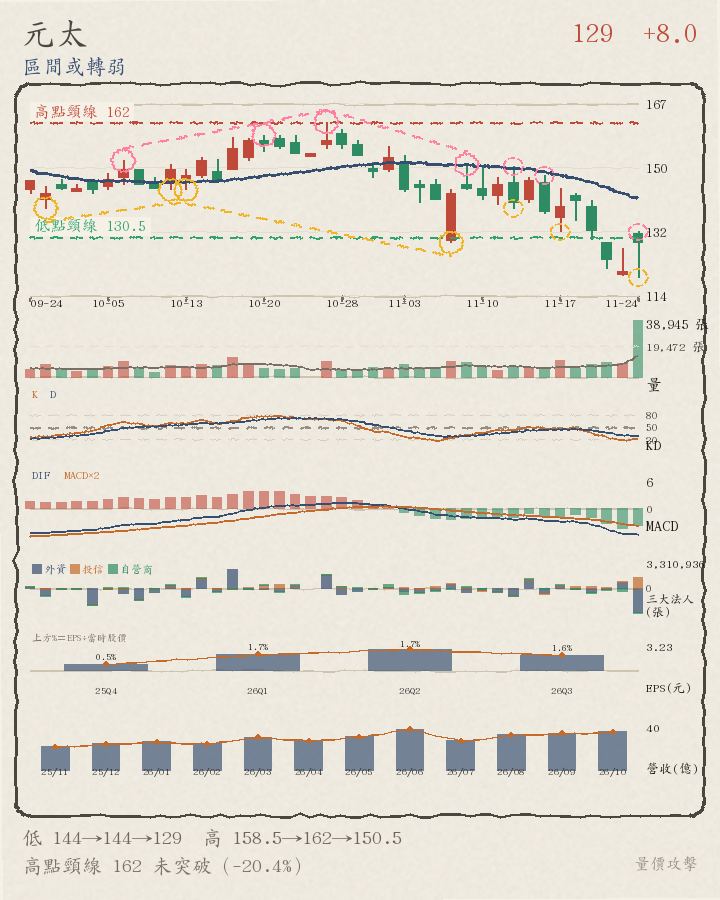 元太
129 +8.0
區間或轉弱
高點頸線 162
167
150
低點頸線 130.5
132
114
09-24 10-05 10-13 10-20 10-28 11-03 11-10 11-17 11-24
38,945 張
19,472 張
量
K D
80
50
20
KD
DIF MACD×2
6
0
MACD
外資 投信 自營商
3,310,936
0
三大法人
(張)
上方%=EPS÷當時股價
0.5% 1.7% 1.7% 1.6%
3.23
25Q4 26Q1 26Q2 26Q3
EPS(元)
40
25/11 25/12 26/01 26/02 26/03 26/04 26/05 26/06 26/07 26/08 26/09 26/10
營收(億)
低 144→144→129 高 158.5→162→150.5
高點頸線 162 未突破 (-20.4%)
量價攻擊